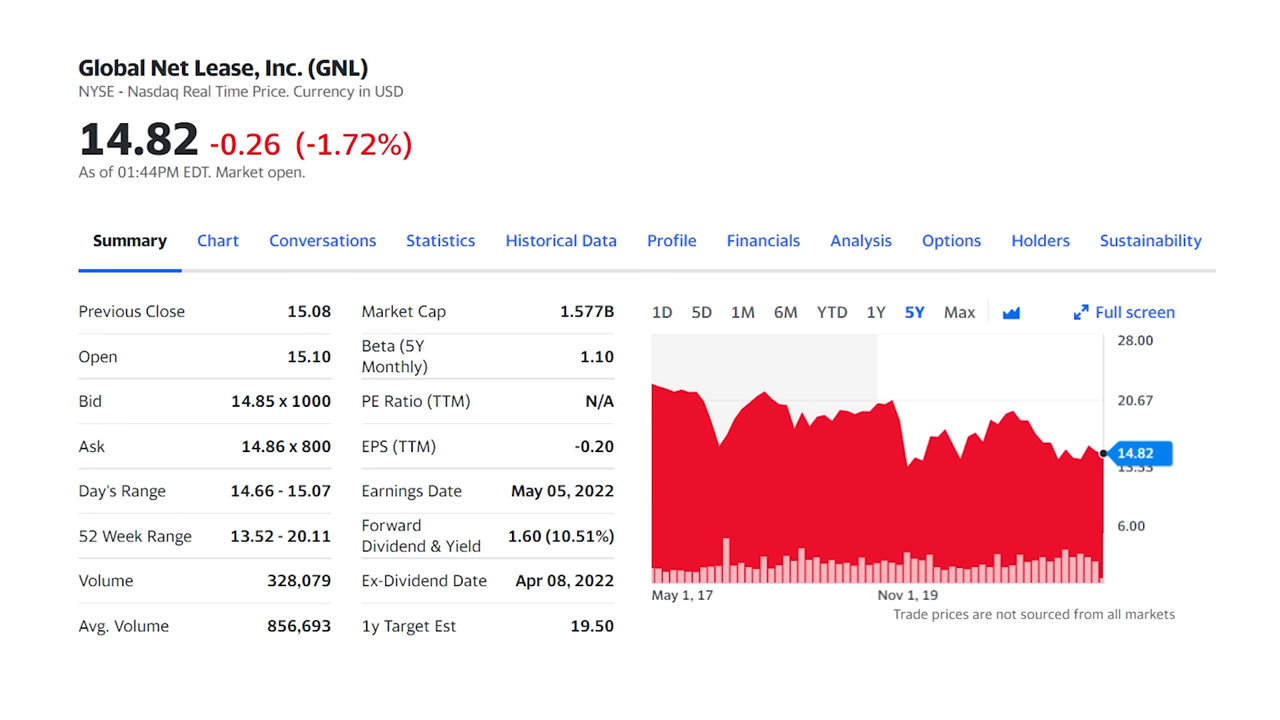 Global Net Lease, Inc. (GNL)
NYSE - Nasdaq Real Time Price. Currency in USD
14.82 -0.26 (-1.72%)
As of 01:44PM EDT. Market open.
Summary Chart Conversations Statistics Historical Data Profile Financials Analysis Options Holders Sustainability
Previous Close 15.08
Open 15.10
Bid 14.85 x 1000
Ask 14.86 x 800
Day's Range 14.66 - 15.07
52 Week Range 13.52 - 20.11
Volume 328,079
Avg. Volume 856,693
Market Cap 1.577B
Beta (5Y
Monthly) 1.10
PE Ratio (TTM) N/A
EPS (TTM) -0.20
Earnings Date May 05, 2022
Forward
Dividend & Yield 1.60 (10.51%)
Ex-Dividend Date Apr 08, 2022
1y Target Est 19.50
1D 5D 1M 6M YTD 1Y 5Y Max Full screen
28.00
20.67
14.82
13.33
6.00
May 1, 17 Nov 1, 19
Trade prices are not sourced from all markets